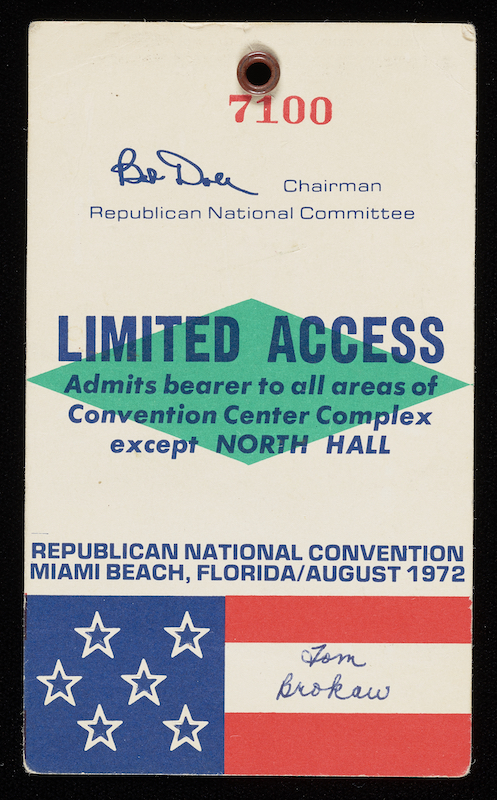 7100
Bob Dole Chairman
Republican National Committee
LIMITED ACCESS
Admits bearer to all areas of
Convention Center Complex
except NORTH HALL
REPUBLICAN NATIONAL CONVENTION
MIAMI BEACH, FLORIDA/AUGUST 1972
Tom
Brokaw